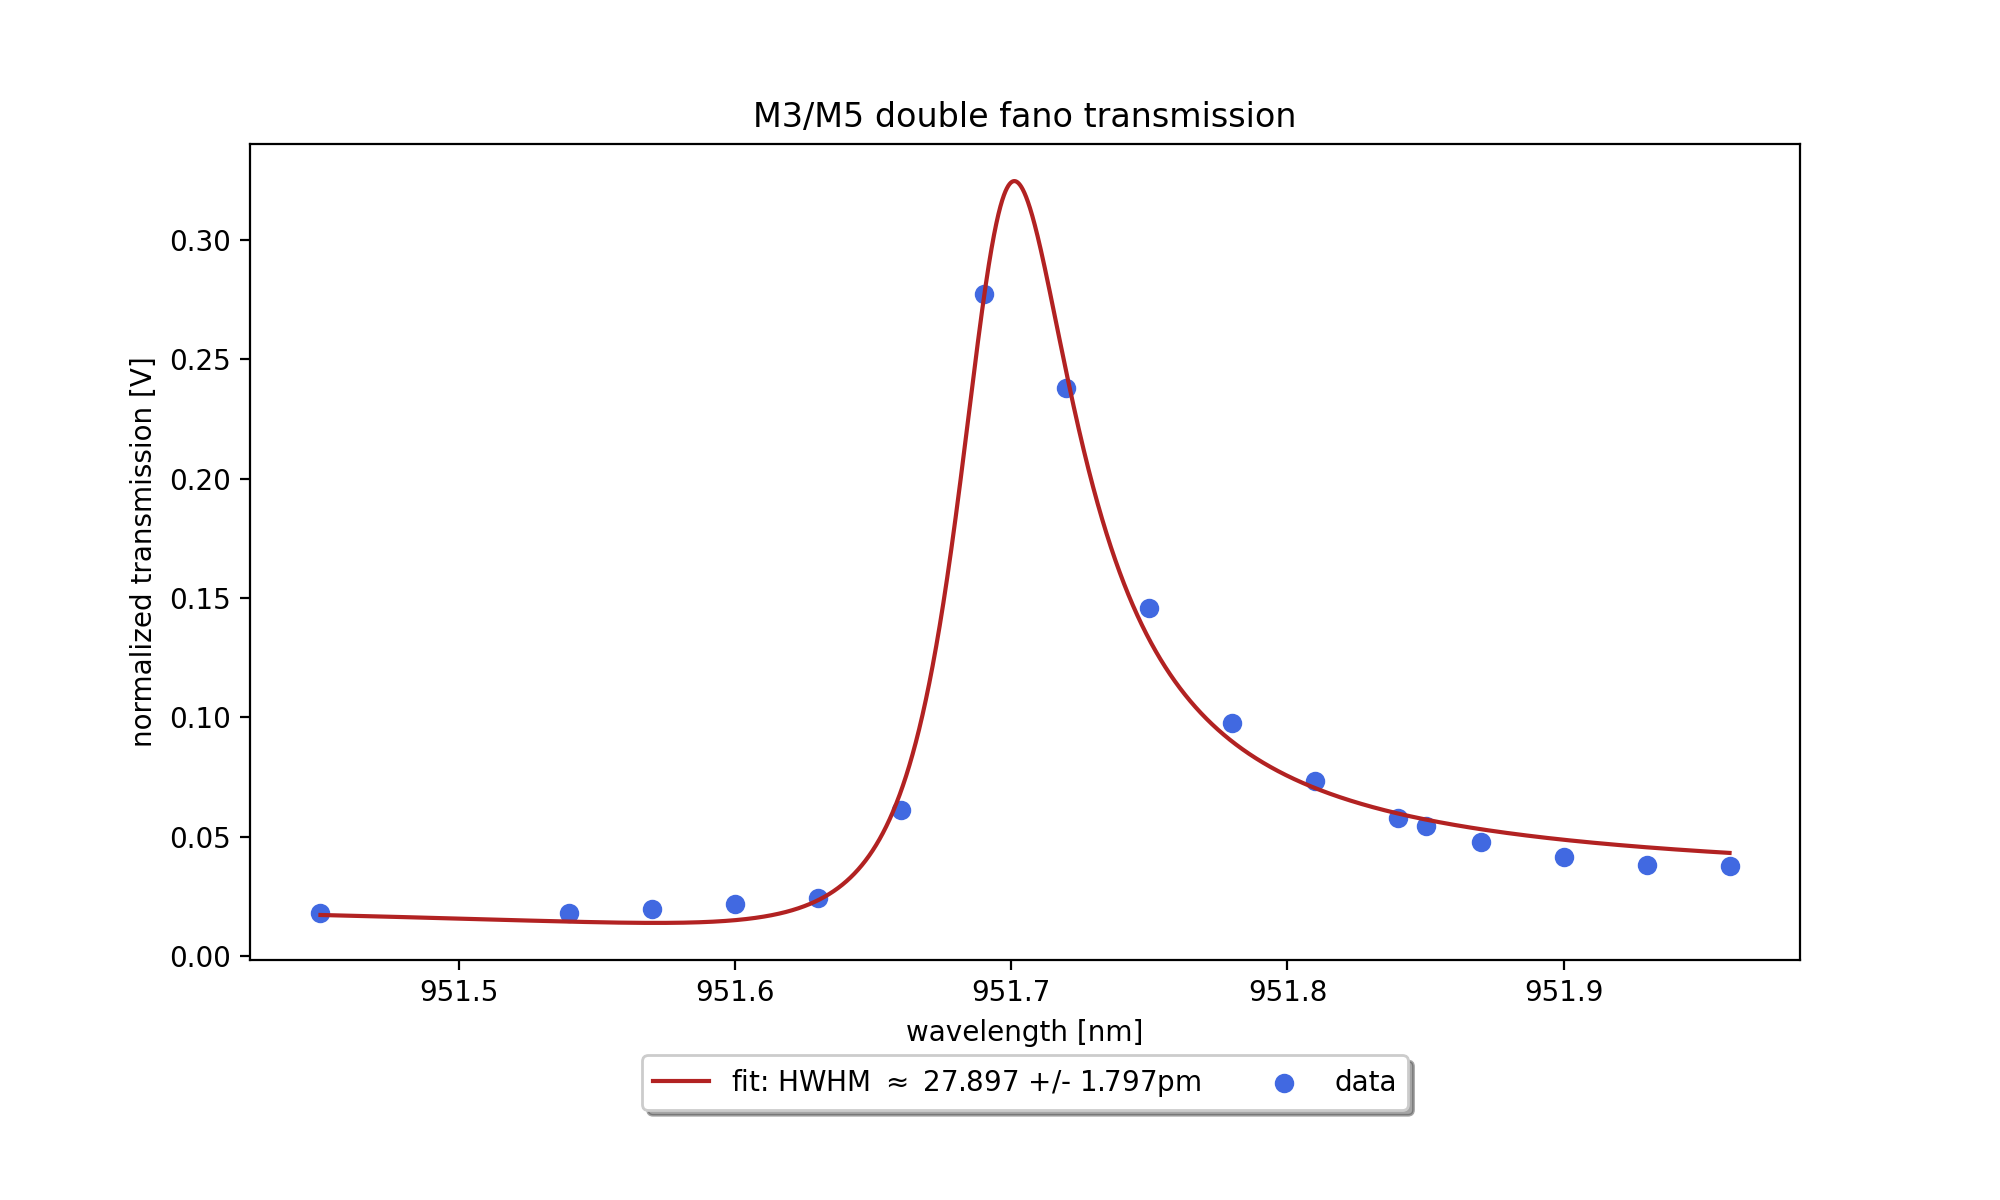 M3/M5 double fano transmission
normalized transmission [V]
0.30
0.25
0.20
0.15
0.10
0.05
0.00
951.5 951.6 951.7 951.8 951.9
wavelength [nm]
fit: HWHM ≈ 27.897 +/- 1.797pm data